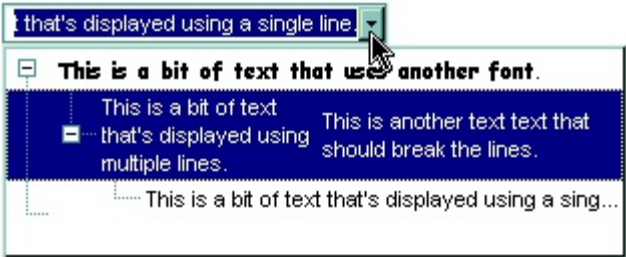 t that's displayed using a single line.
This is a bit of text that uses another font.
This is a bit of text
that's displayed using
multiple lines.
This is another text text that
should break the lines.
This is a bit of text that's displayed using a sing...